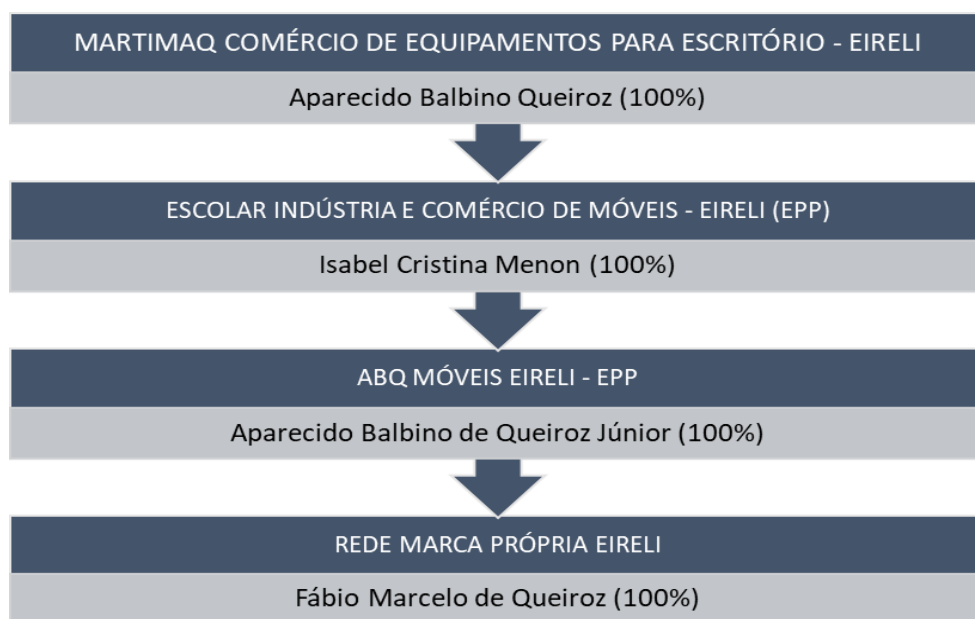 MARTIMAQ COMÉRCIO DE EQUIPAMENTOS PARA ESCRITÓRIO - EIRELI
Aparecido Balbino Queiroz (100%)
ESCOLAR INDÚSTRIA E COMÉRCIO DE MÓVEIS - EIRELI (EPP)
Isabel Cristina Menon (100%)
ABQ MÓVEIS EIRELI - EPP
Aparecido Balbino de Queiroz Júnior (100%)
REDE MARCA PRÓPRIA EIRELI
Fábio Marcelo de Queiroz (100%)